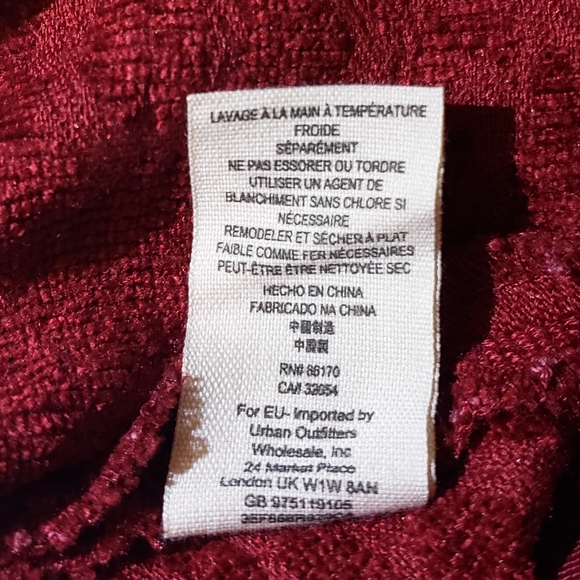 LAVAGE À LA MAIN À TEMPÉRATURE
FROIDE
SÉPARÉMENT
NE PAS ESSORER OU TORDRE
UTILISER UN AGENT DE
BLANCHIMENT SANS CHLORE SI
NÉCESSAIRE
REMODELER ET SÉCHER À PLAT
FAIBLE COMME FER NÉCESSAIRES
PEUT-ÊTRE ÊTRE NETTOYÉE SEC
HECHO EN CHINA
FABRICADO NA CHINA
中國制造
中國製
RN# 66170
CA# 32054
For EU- Imported by
Urban Outfitters
Wholesale, Inc
24 Market Place
London UK W1W 8AN
GB 975119105